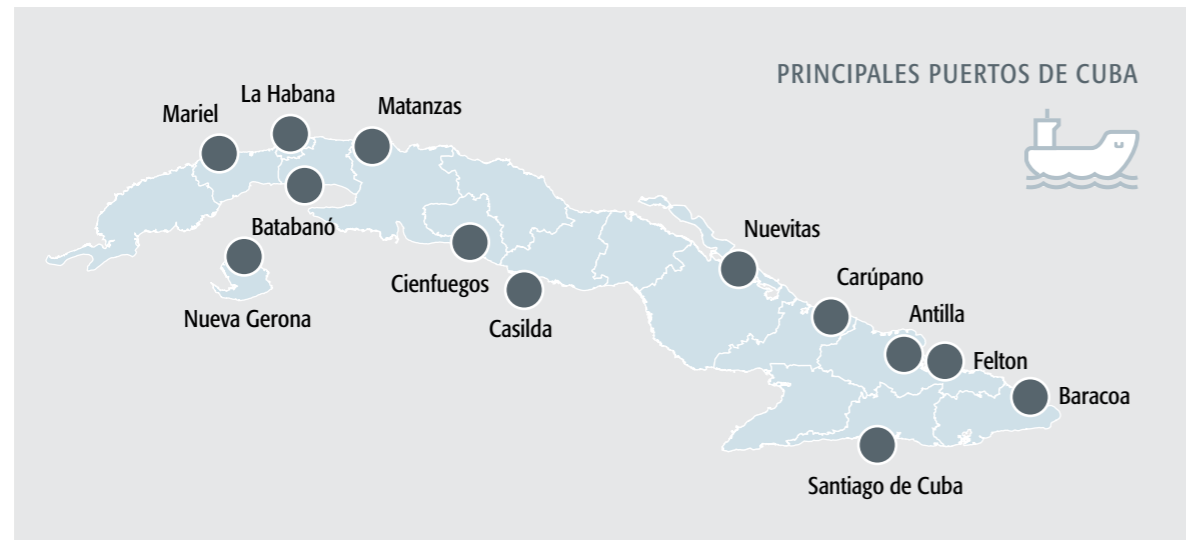 PRINCIPALES PUERTOS DE CUBA
La Habana
Mariel
Matanzas
Batabanó
Nueva Gerona
Cienfuegos
Casilda
Nuevitas
Carúpano
Antilla
Felton
Baracoa
Santiago de Cuba